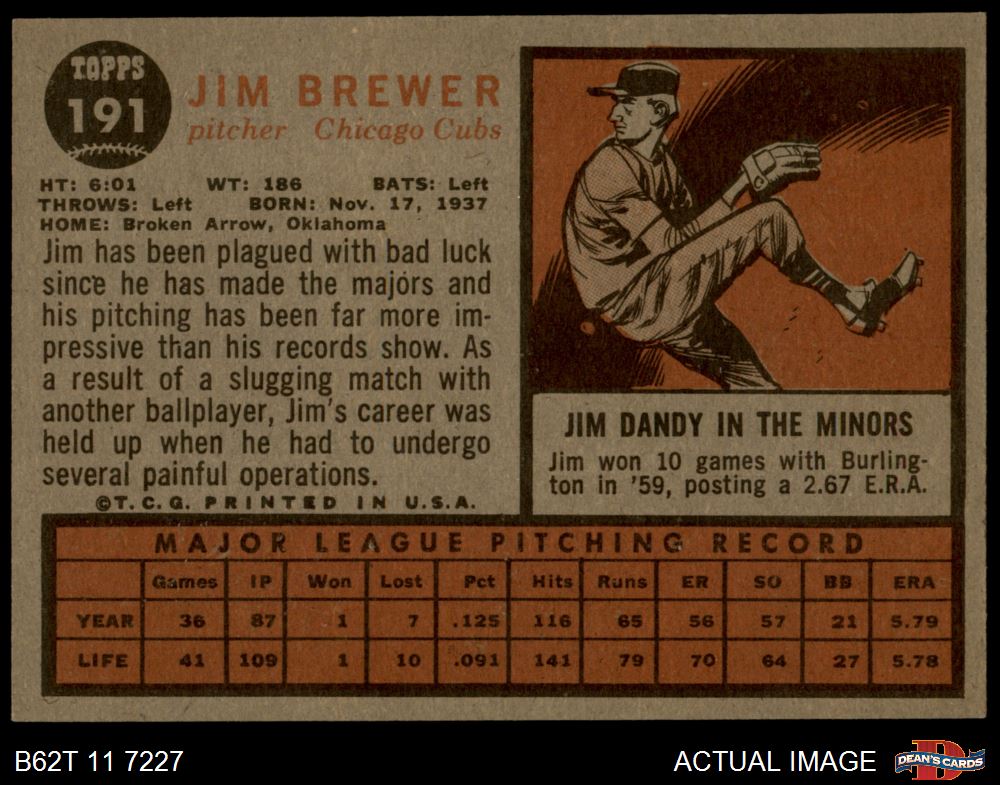 TOPPS
191
JIM BREWER
pitcher Chicago Cubs
HT: 6:01 WT: 186 BATS: Left
THROWS: Left BORN: Nov. 17, 1937
HOME: Broken Arrow, Oklahoma
Jim has been plagued with bad luck
since he has made the majors and
his pitching has been far more im-
pressive than his records show. As
a result of a slugging match with
another ballplayer, Jim's career was
held up when he had to undergo
several painful operations.
©T.C.G. PRINTED IN U.S.A.
JIM DANDY IN THE MINORS
Jim won 10 games with Burling-
ton in '59, posting a 2.67 E.R.A.
MAJOR LEAGUE PITCHING RECORD
Games IP Won Lost Pct Hits Runs ER SO BB ERA
YEAR 36 87 1 7 .125 116 65 56 57 21 5.79
LIFE 41 109 1 10 .091 141 79 70 64 27 5.78
B62T 11 7227
ACTUAL IMAGE
D
DEAN'S CARDS